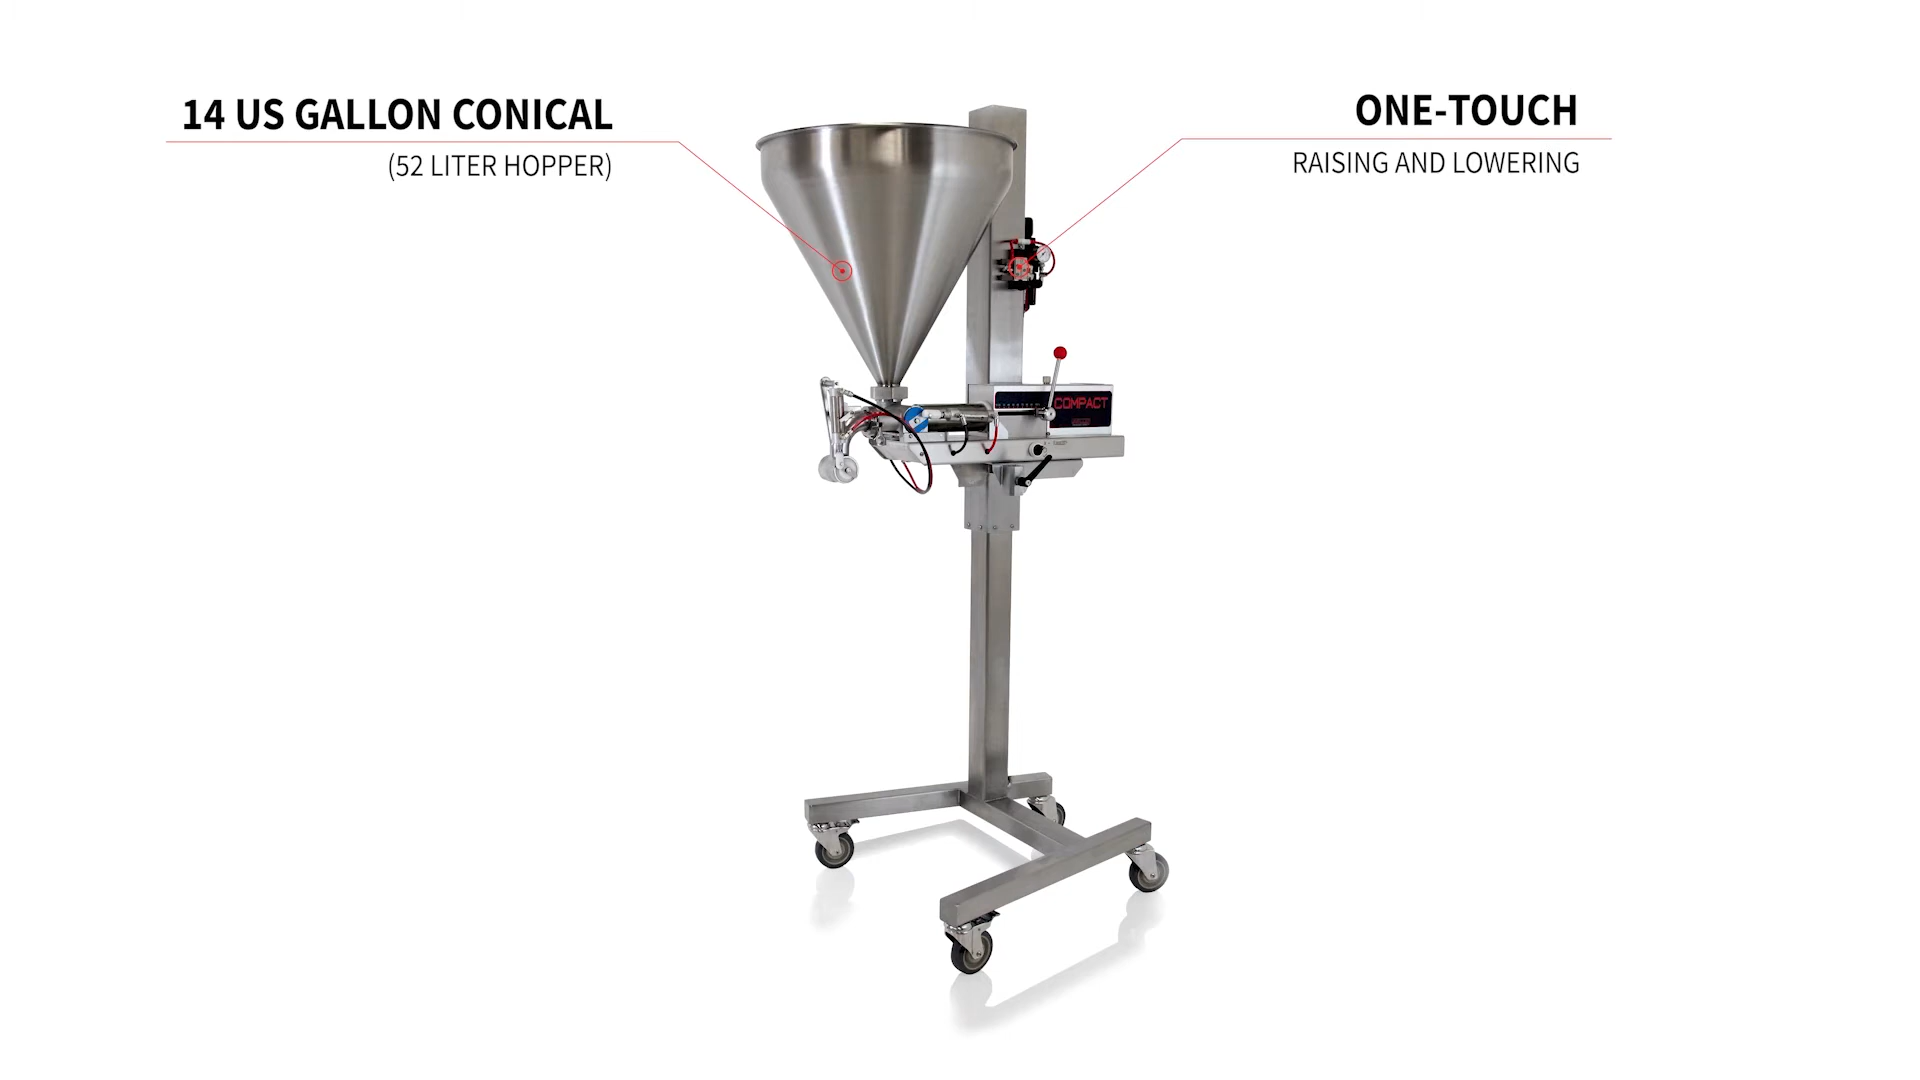 14 US GALLON CONICAL
(52 LITER HOPPER)
ONE-TOUCH
RAISING AND LOWERING
COMPACT